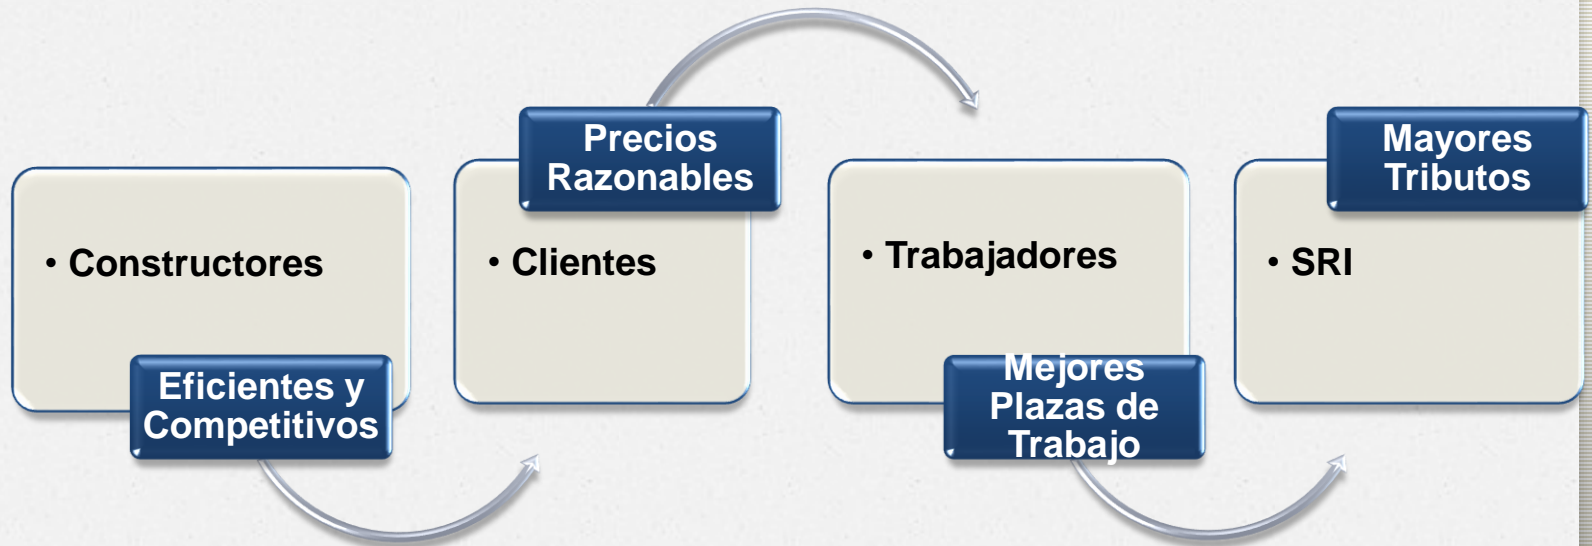 • Constructores
Eficientes y
Competitivos
Precios
Razonables
• Clientes
• Trabajadores
Mejores
Plazas de
Trabajo
Mayores
Tributos
• SRI